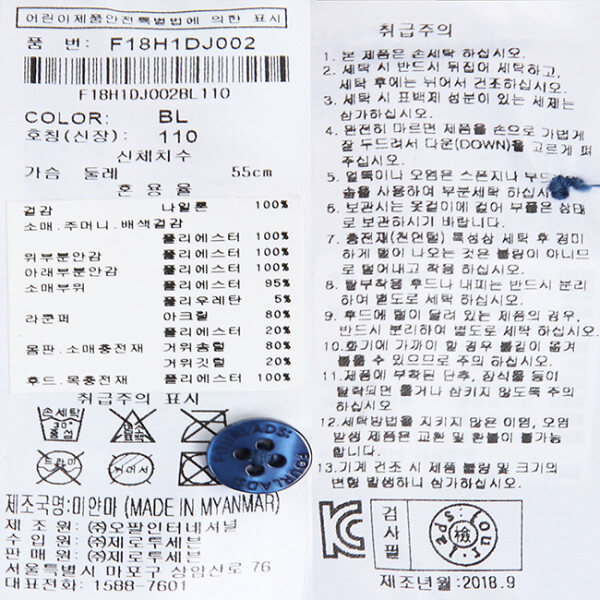 어린이제품안전특별법에 의한 표시
품 번: F18H1DJ002
F18H1DJ002BL110
COLOR: BL
호칭(신장) 110
신체치수
가슴 둘레 55cm
혼용율
겉감 나일론 100%
소매.주머니.배색겉감
폴리에스터 100%
위부분안감 폴리에스터 100%
아래부분안감 폴리에스터 100%
소매부위 폴리에스터 95%
폴리우레탄 5%
라쿤퍼 아크릴 80%
폴리에스터 20%
몸판.소매충전재 거위솜털 80%
거위깃털 20%
후드.목충전재 폴리에스터 100%
취급주의 표시
손세탁
드라이
뉘어서
FOURLADS:
FOURLADS:
제조국명:미얀마 (MADE IN MYANMAR)
제 조 원: ㈜오팔인터내셔널
수 입 원: ㈜제로투세븐
판 매 원: ㈜제로투세븐
서울특별시 마포구 상암산로 76
대표전화: 1588-7601
취급주의
1. 본 제품은 손세탁 하십시오.
2. 세탁 시 반드시 뒤집어 세탁하고,
세탁 후에는 뉘어서 건조하십시오.
3. 세탁 시 표백제 성분이 있는 세제는
삼가하십시오.
4. 완전히 마르면 제품을 손으로 가볍게
잘 두드려서 다운(DOWN)을 고르게 펴
주십시오.
5. 얼룩이나 오염은 스폰지나 부드
솔을 사용하여 부분세탁 하십시
6. 보관시는 옷걸이에 걸어 부풀은 상태
로 보관하시기 바랍니다.
7. 충전재(천연털) 특성상 세탁 후 경미
하게 털이 나오는 것은 불량이 아니므
로 털어내고 착용 하십시오.
8. 탈부착용 후드나 내피는 반드시 분리
하여 별도로 세탁 하십시오.
9. 후드에 털이 달려 있는 제품의 경우,
반드시 분리하여 별도로 세탁 하십시오.
10. 화기에 가까이 할 경우 불길이 옮겨
붙을수 있으므로 주의 하십시오.
11. 제품에 부착된 단추, 장식물 등이
탈락되면 줍거나 삼키지 않도록 주의
하십시오.
12. 세탁방법을 지키지 않은 이염, 오염
발생 제품은 교환 및 환불이 불가능
합니다.
13. 기계 건조 시 제품 불량 및 크기의
변형 발생하니 삼가하십시오.
검사필
four laps:
檢
제조년월 : 2018.9